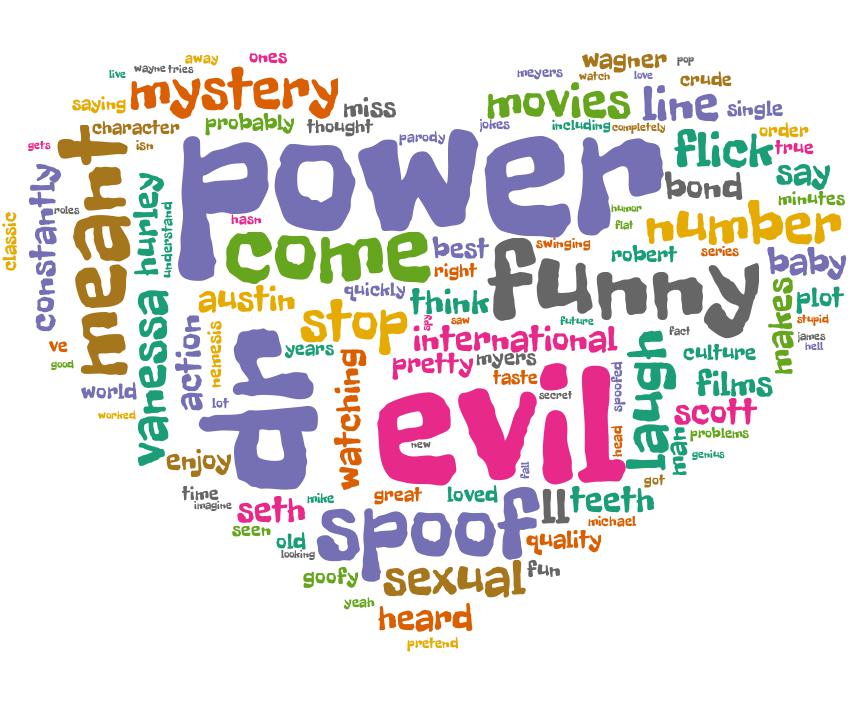 away
ones
live
wayne
tries
wagner
pop
meyers
watch
love
crude
saying
mystery
miss
movies
line
single
character
probably
thought
parody
jokes
including
completely
order
gets
isn
meant
power
flick
true
constantly
hurley
bond
say
minutes
classic
roles
understand
hasn
humor
flat
number
come
best
swinging
funny
robert
series
baby
right
quickly
austin
think
makes
plot
vanessa
action
nemesis
stop
spy
saw
future
stupid
ve
good
years
international
laugh
fact
james
hell
dr
pretty
myers
culture
world
lot
watching
taste
secret
evil
spoofed
films
worked
scott
new
head
man
problems
enjoy
fall
genius
got
time
imagine
seth
mike
great
loved
ll
teeth
seen
spoof
michael
old
looking
quality
goofy
sexual
fun
yeah
heard
pretend